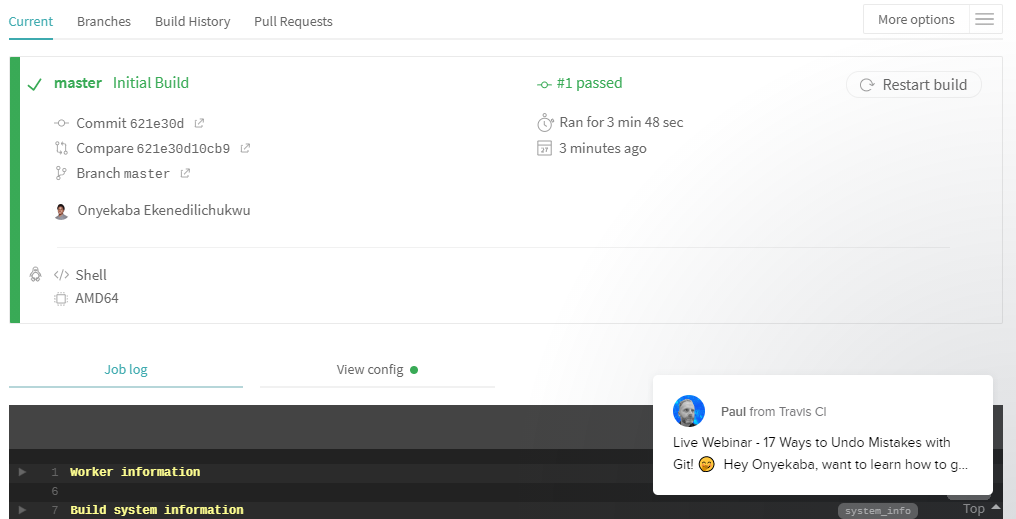 Current Branches Build History Pull Requests More options
master Initial Build #1 passed Restart build
Commit 621e30d Ran for 3 min 48 sec
Compare 621e30d10cb9 3 minutes ago
Branch master
Onyekaba Ekenedilichukwu
</> Shell
AMD64
Job log View config
Paul from Travis CI
Live Webinar - 17 Ways to Undo Mistakes with
Git! 😊 Hey Onyekaba, want to learn how to g...
1 Worker information
6
7 Build system information system_info Top